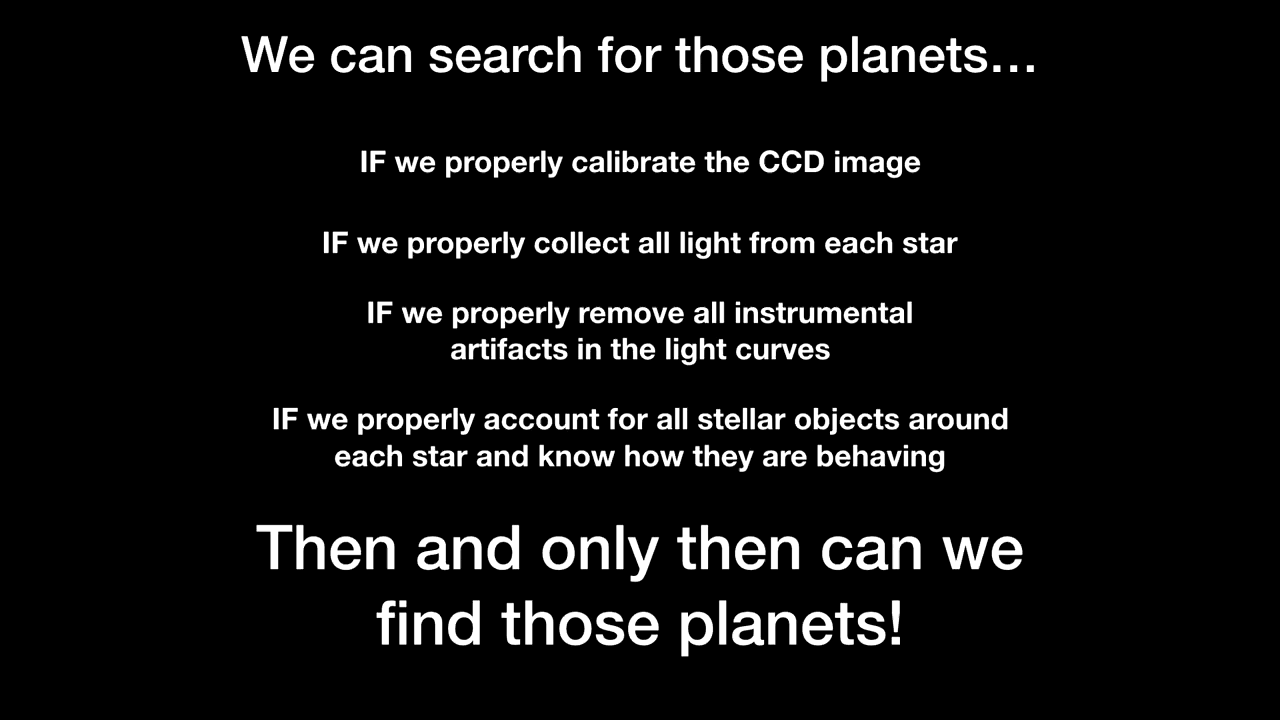 We can search for those planets…
IF we properly calibrate the CCD image
IF we properly collect all light from each star
IF we properly remove all instrumental
artifacts in the light curves
IF we properly account for all stellar objects around
each star and know how they are behaving
Then and only then can we
find those planets!